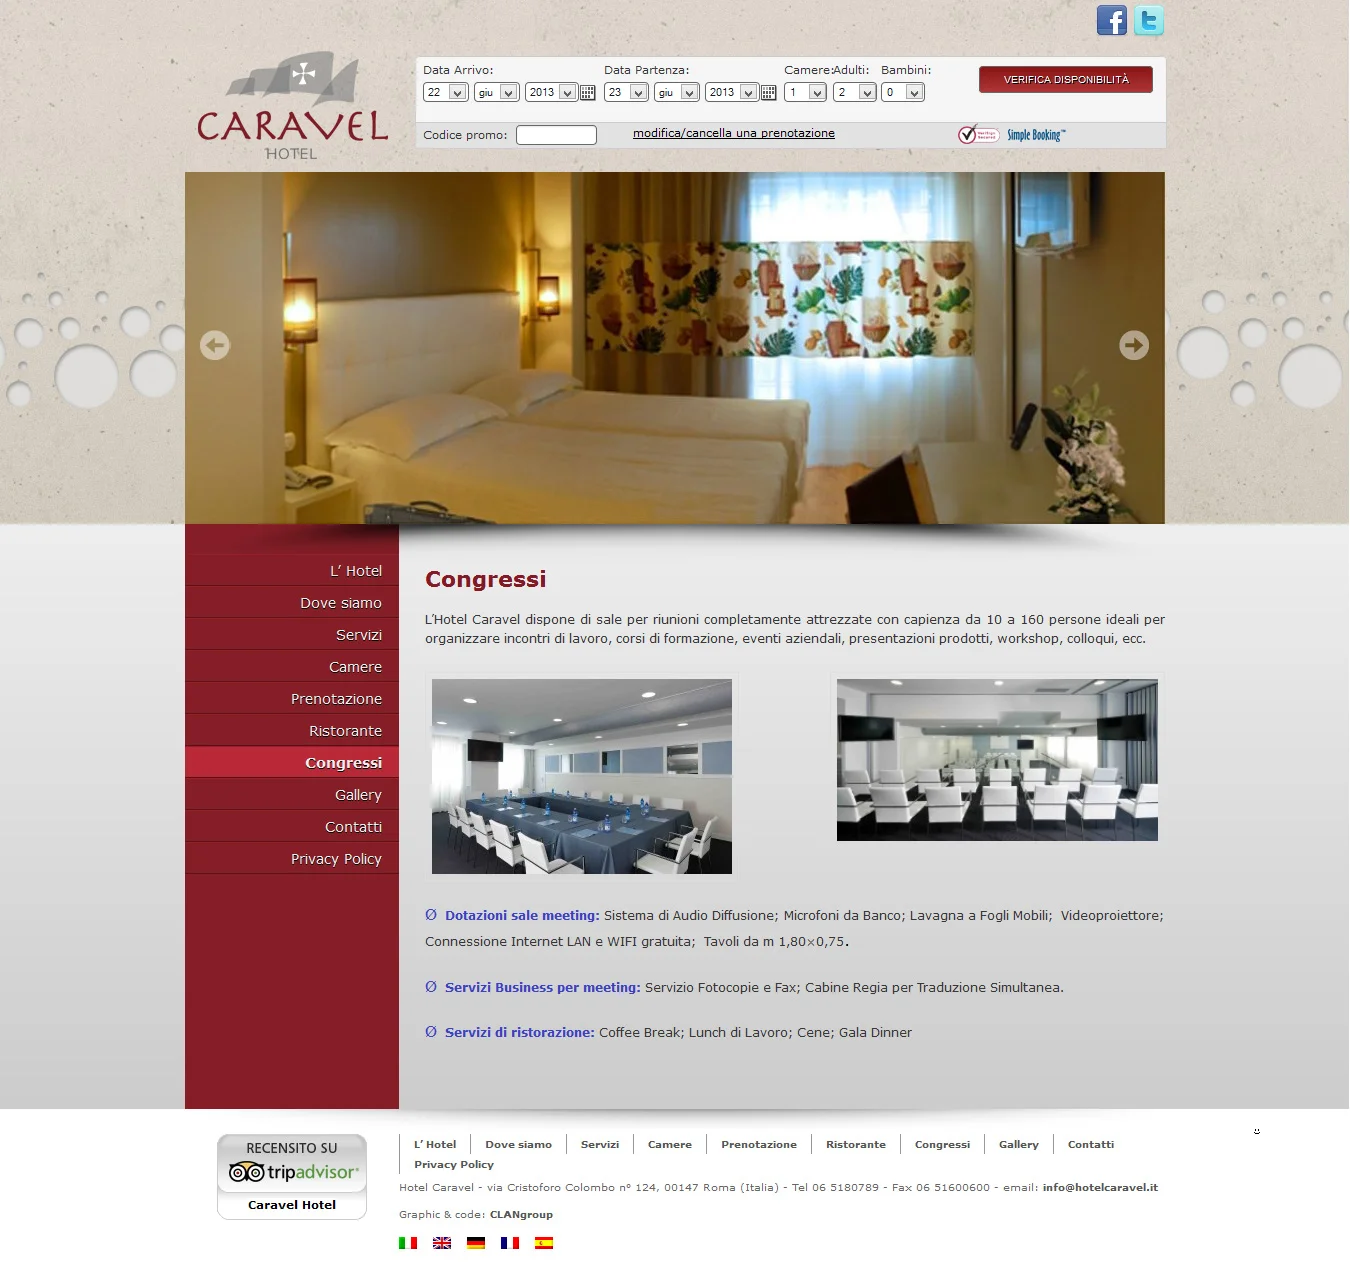 CARAVEL
HOTEL
Data Arrivo: Data Partenza: Camere: Adulti: Bambini:
22 giu 2013 23 giu 2013 1 2 0
VERIFICA DISPONIBILITÀ
Codice promo: modifica/cancella una prenotazione Simple Booking™
L’ Hotel
Dove siamo
Servizi
Camere
Prenotazione
Ristorante
Congressi
Gallery
Contatti
Privacy Policy
Congressi
L’Hotel Caravel dispone di sale per riunioni completamente attrezzate con capienza da 10 a 160 persone ideali per
organizzare incontri di lavoro, corsi di formazione, eventi aziendali, presentazioni prodotti, workshop, colloqui, ecc.
Ø Dotazioni sale meeting: Sistema di Audio Diffusione; Microfoni da Banco; Lavagna a Fogli Mobili; Videoproiettore;
Connessione Internet LAN e WIFI gratuita; Tavoli da m 1,80×0,75.
Ø Servizi Business per meeting: Servizio Fotocopie e Fax; Cabine Regia per Traduzione Simultanea.
Ø Servizi di ristorazione: Coffee Break; Lunch di Lavoro; Cene; Gala Dinner
RECENSITO SU
tripadvisor®
Caravel Hotel
L’ Hotel Dove siamo Servizi Camere Prenotazione Ristorante Congressi Gallery Contatti
Privacy Policy
Hotel Caravel - via Cristoforo Colombo n° 124, 00147 Roma (Italia) - Tel 06 5180789 - Fax 06 51600600 - email: info@hotelcaravel.it
Graphic & code: CLANgroup